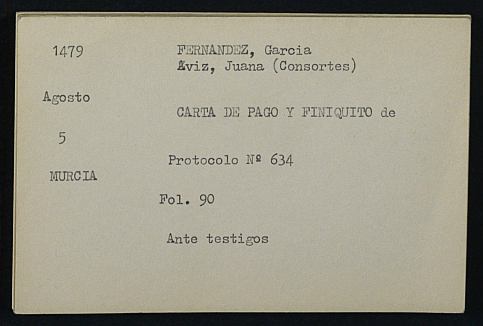 1479
FERNANDEZ, Garcia
Aviz, Juana (Consortes)
Agosto
CARTA DE PAGO Y FINIQUITO de
5
Protocolo Nº 634
MURCIA
Fol. 90
Ante testigos